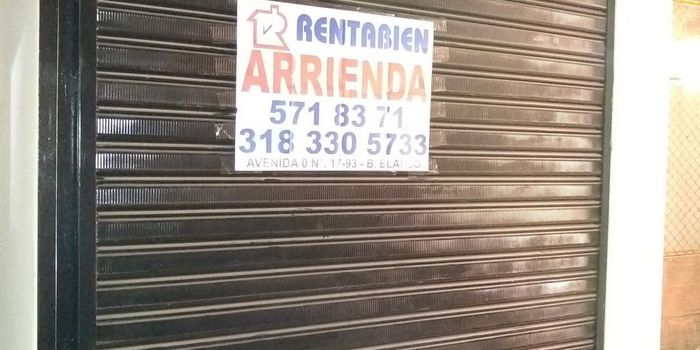 RENTABIEN
ARRIENDA
571 83 71
318 330 5733
AVENIDA 0 N°. 17-93 - B.